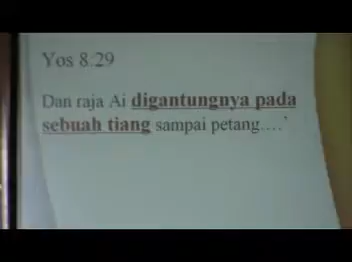 Yos 8.29
Dan raja Ai digantungnya pada
sebuah tiang sampai petang....'